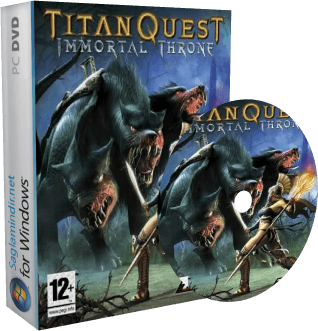 PC DVD
Saglamindir.net
for Windows
TITAN QUEST
IMMORTAL THRONE
12+
www.pegi.info
TITAN QUEST
IMMORTAL THRONE